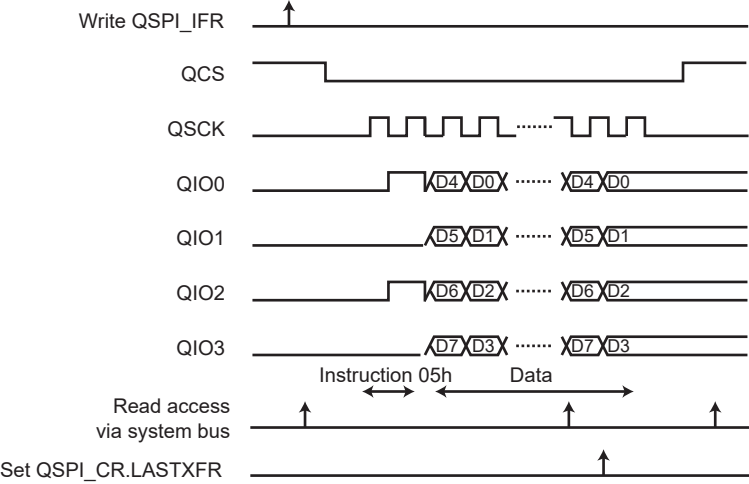 Write QSPI_IFR
QCS
QSCK
QIO0 D4 D0 D4 D0
QIO1 D5 D1 D5 D1
QIO2 D6 D2 D6 D2
QIO3 D7 D3 D7 D3
Instruction 05h Data
Read access
via system bus
Set QSPI_CR.LASTXFR